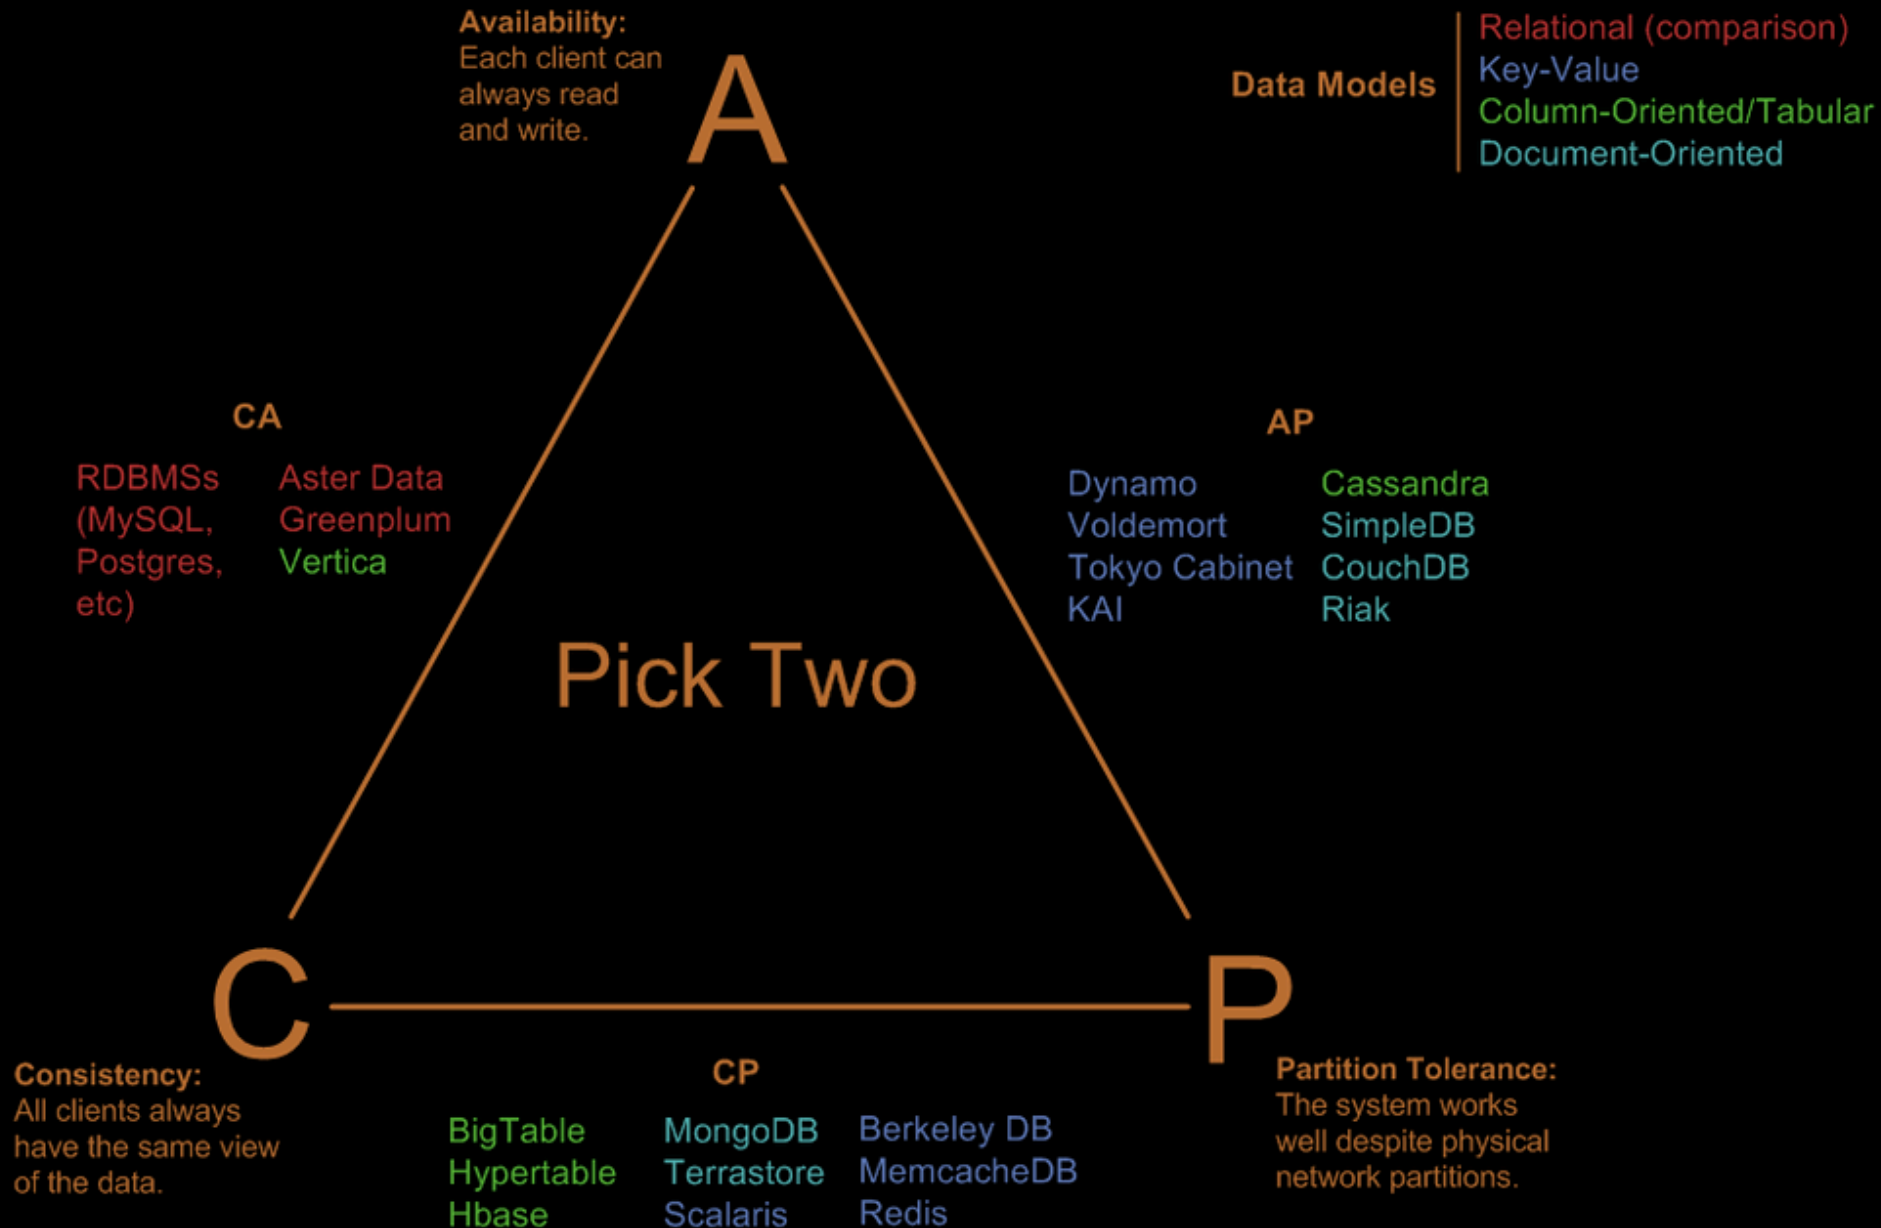 Availability:
Each client can
always read
and write.
A
Data Models
Relational (comparison)
Key-Value
Column-Oriented/Tabular
Document-Oriented
CA
RDBMSs
(MySQL,
Postgres,
etc)
Aster Data
Greenplum
Vertica
AP
Dynamo
Voldemort
Tokyo Cabinet
KAI
Cassandra
SimpleDB
CouchDB
Riak
Pick Two
C
Consistency:
All clients always
have the same view
of the data.
CP
BigTable
Hypertable
Hbase
MongoDB
Terrastore
Scalaris
Berkeley DB
MemcacheDB
Redis
P
Partition Tolerance:
The system works
well despite physical
network partitions.